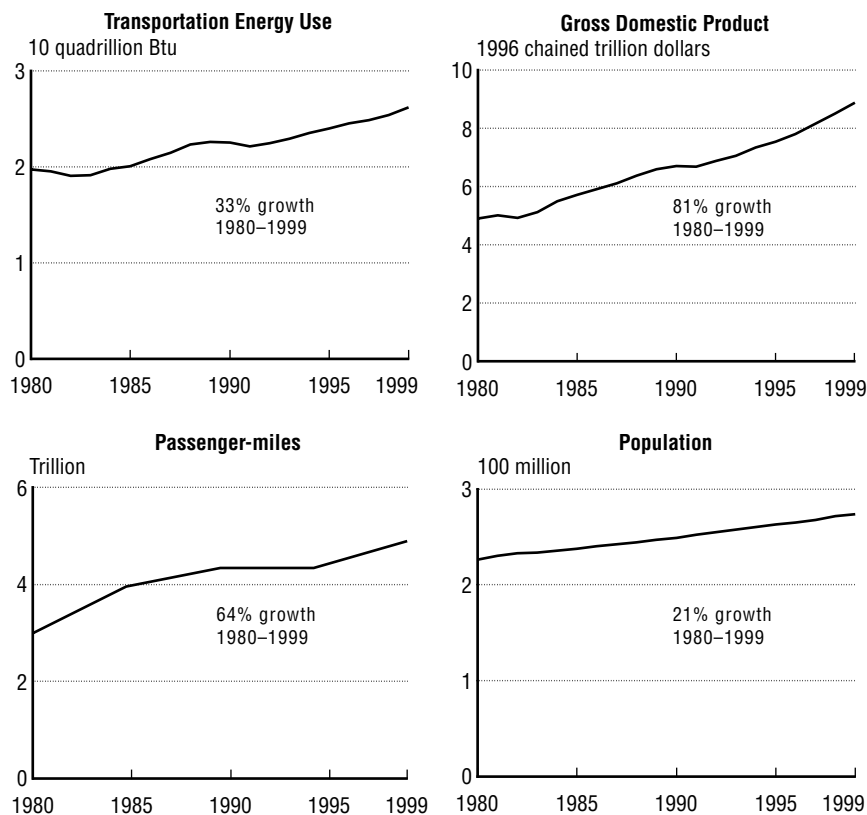 Transportation Energy Use
10 quadrillion Btu
3
2
1
0
33% growth
1980–1999
1980 1985 1990 1995 1999
Gross Domestic Product
1996 chained trillion dollars
10
8
6
4
2
0
81% growth
1980–1999
1980 1985 1990 1995 1999
Passenger-miles
Trillion
6
4
2
0
64% growth
1980–1999
1980 1985 1990 1995 1999
Population
100 million
3
2
1
0
21% growth
1980–1999
1980 1985 1990 1995 1999